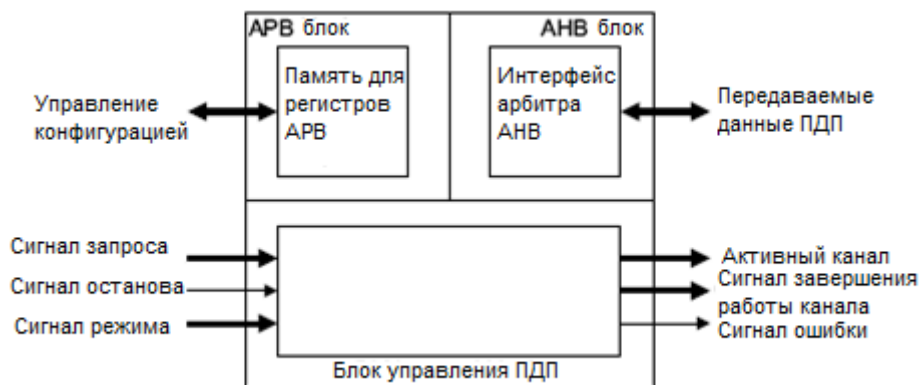 APB блок
AHB блок
Память для
регистров
APB
Интерфейс
арбитра
AHB
Управление
конфигурацией
Передаваемые
данные ПДП
Сигнал запроса
Сигнал останова
Сигнал режима
Активный канал
Сигнал завершения
работы канала
Сигнал ошибки
Блок управления ПДП